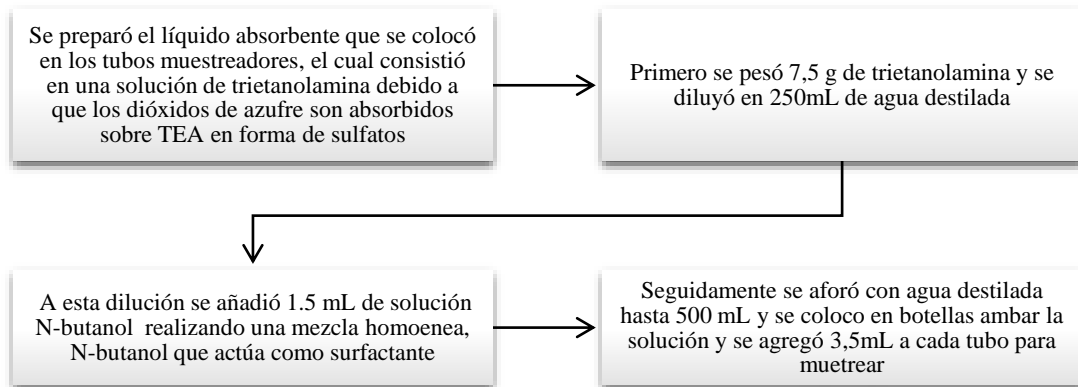 Se preparó el líquido absorbente que se colocó
en los tubos muestreadores, el cual consistió
en una solución de trietanolamina debido a
que los dióxidos de azufre son absorbidos
sobre TEA en forma de sulfatos
Primero se pesó 7,5 g de trietanolamina y se
diluyó en 250mL de agua destilada
A esta dilución se añadió 1.5 mL de solución
N-butanol realizando una mezcla homoenea,
N-butanol que actúa como surfactante
Seguidamente se aforó con agua destilada
hasta 500 mL y se coloco en botellas ambar la
solución y se agregó 3,5mL a cada tubo para
muetrear